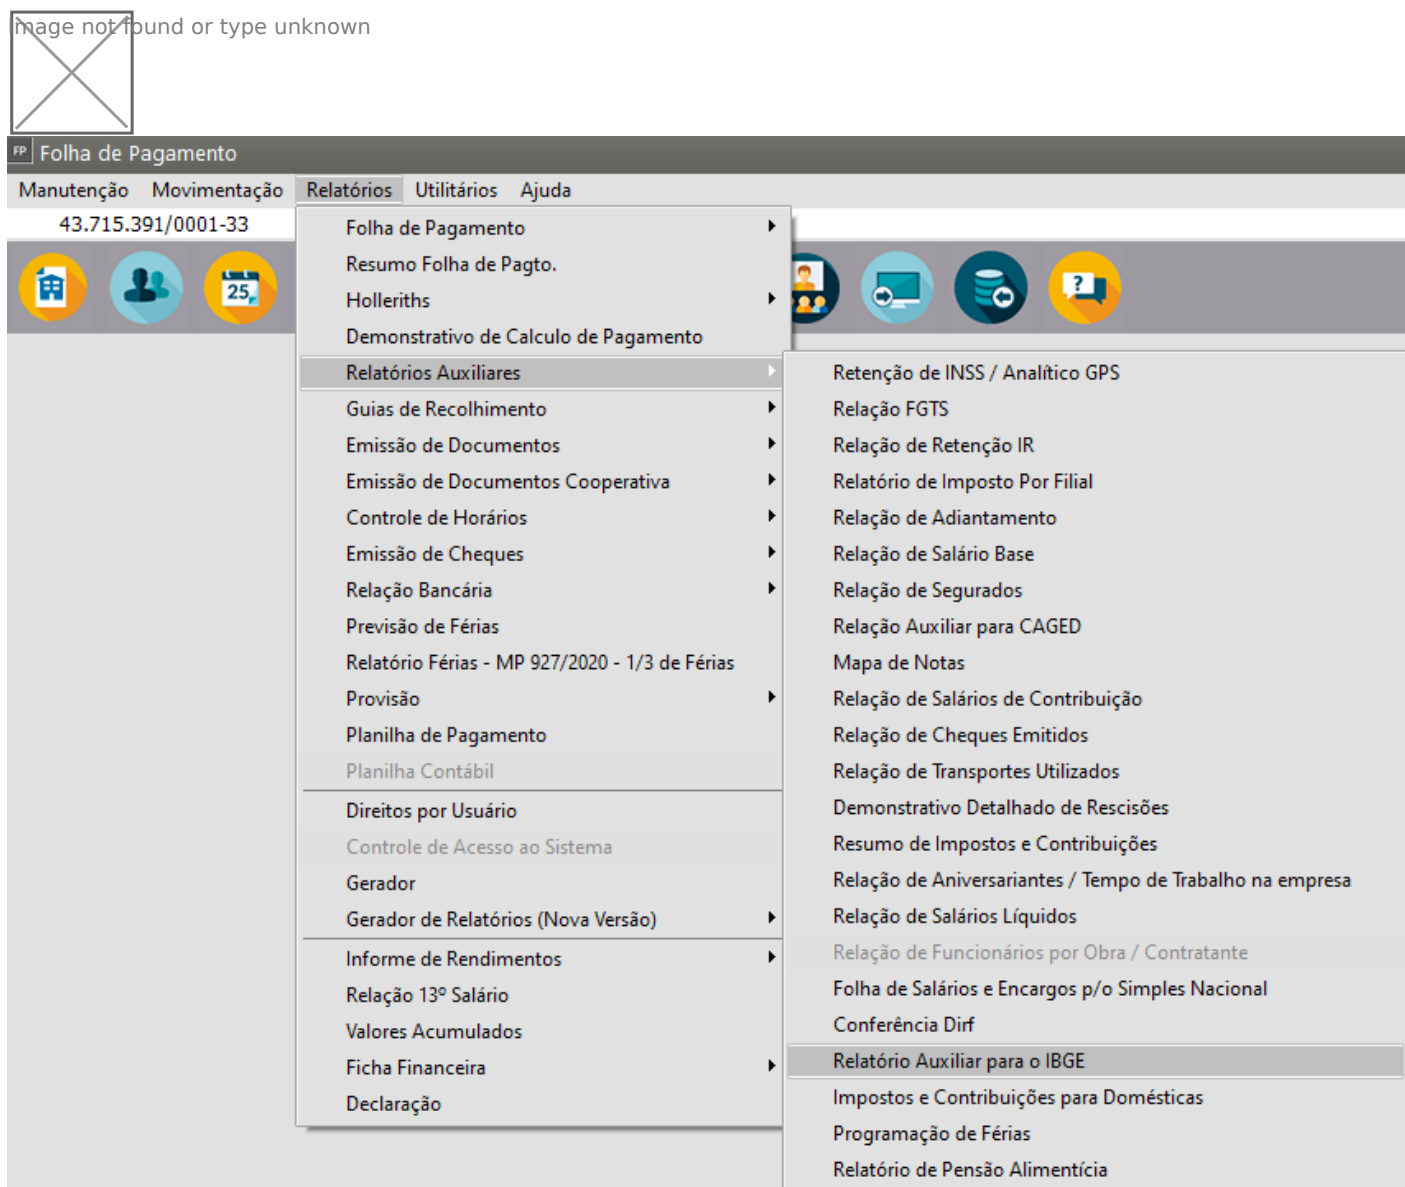 Image not found or type unknown
FP Folha de Pagamento
Manutenção Movimentação Relatórios Utilitários Ajuda
43.715.391/0001-33
25
?
Folha de Pagamento
Resumo Folha de Pagto.
Holleriths
Demonstrativo de Calculo de Pagamento
Relatórios Auxiliares
Guias de Recolhimento
Emissão de Documentos
Emissão de Documentos Cooperativa
Controle de Horários
Emissão de Cheques
Relação Bancária
Previsão de Férias
Relatório Férias - MP 927/2020 - 1/3 de Férias
Provisão
Planilha de Pagamento
Planilha Contábil
Direitos por Usuário
Controle de Acesso ao Sistema
Gerador
Gerador de Relatórios (Nova Versão)
Informe de Rendimentos
Relação 13º Salário
Valores Acumulados
Ficha Financeira
Declaração
Retenção de INSS / Analítico GPS
Relação FGTS
Relação de Retenção IR
Relatório de Imposto Por Filial
Relação de Adiantamento
Relação de Salário Base
Relação de Segurados
Relação Auxiliar para CAGED
Mapa de Notas
Relação de Salários de Contribuição
Relação de Cheques Emitidos
Relação de Transportes Utilizados
Demonstrativo Detalhado de Rescisões
Resumo de Impostos e Contribuições
Relação de Aniversariantes / Tempo de Trabalho na empresa
Relação de Salários Líquidos
Relação de Funcionários por Obra / Contratante
Folha de Salários e Encargos p/o Simples Nacional
Conferência Dirf
Relatório Auxiliar para o IBGE
Impostos e Contribuições para Domésticas
Programação de Férias
Relatório de Pensão Alimentícia